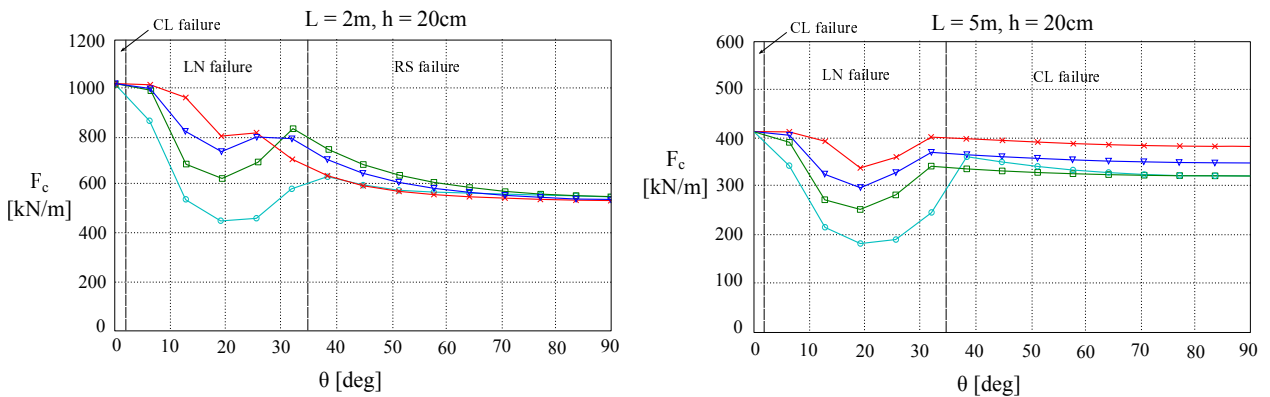 L = 2m, h = 20cm
CL failure
LN failure
RS failure
1200
1000
800
600
400
200
0
F_c
[kN/m]
0 10 20 30 40 50 60 70 80 90
θ [deg]
L = 5m, h = 20cm
CL failure
LN failure
CL failure
600
500
400
300
200
100
0
F_c
[kN/m]
0 10 20 30 40 50 60 70 80 90
θ [deg]